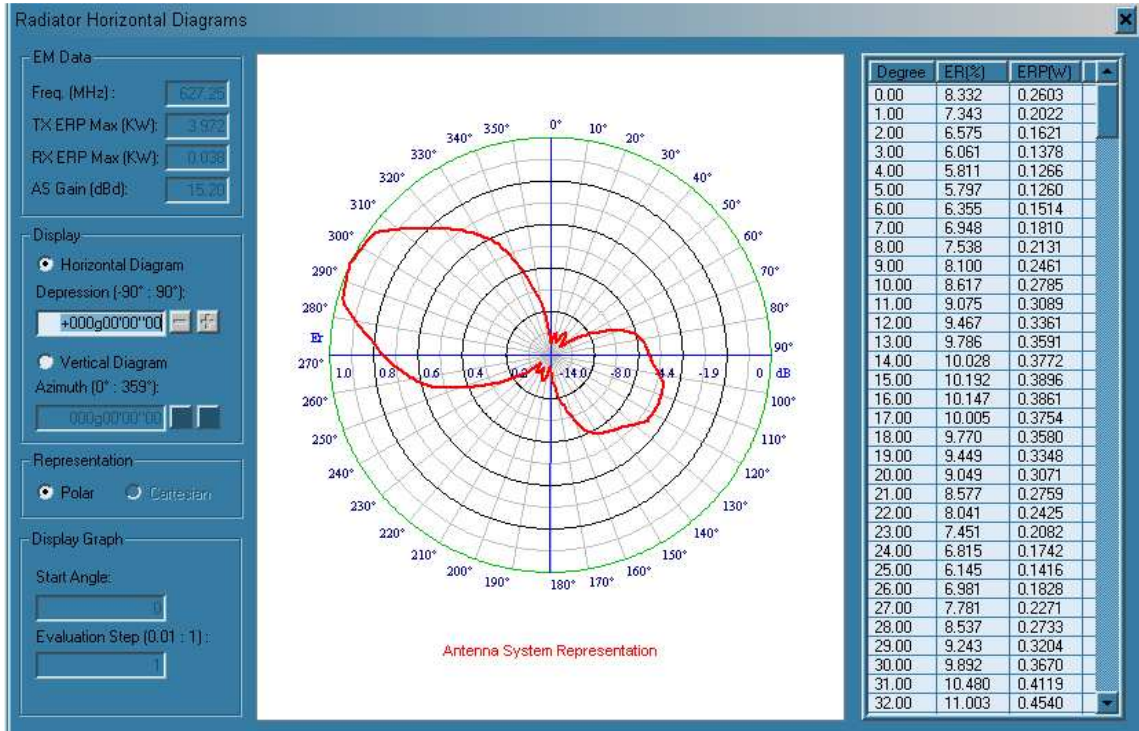 Radiator Horizontal Diagrams
EM Data
Freq. (MHz) : 627.25
TX ERP Max (KW): 3.972
RX ERP Max (KW): 0.038
AS Gain (dBd): 15.20
Display
Horizontal Diagram
Depression (-90° : 90°):
+000g00'00''00
Vertical Diagram
Azimuth (0° : 359°):
000g00'00''00
Representation
Polar Cartesian
Display Graph
Start Angle:
0
Evaluation Step (0.01 : 1) :
1
0°
10°
20°
30°
40°
50°
60°
70°
80°
90°
100°
110°
120°
130°
140°
150°
160°
170°
180°
190°
200°
210°
220°
230°
240°
250°
260°
270°
280°
290°
300°
310°
320°
330°
340°
350°
Er
1.0 0.8 0.6 0.4 0.2 -14.0 -8.0 -4.4 -1.9 0 dB
Antenna System Representation
Degree ER(%) ERP(W)
0.00 8.332 0.2603
1.00 7.343 0.2022
2.00 6.575 0.1621
3.00 6.061 0.1378
4.00 5.811 0.1266
5.00 5.797 0.1260
6.00 6.355 0.1514
7.00 6.948 0.1810
8.00 7.538 0.2131
9.00 8.100 0.2461
10.00 8.617 0.2785
11.00 9.075 0.3089
12.00 9.467 0.3361
13.00 9.786 0.3591
14.00 10.028 0.3772
15.00 10.192 0.3896
16.00 10.147 0.3861
17.00 10.005 0.3754
18.00 9.770 0.3580
19.00 9.449 0.3348
20.00 9.049 0.3071
21.00 8.577 0.2759
22.00 8.041 0.2425
23.00 7.451 0.2082
24.00 6.815 0.1742
25.00 6.145 0.1416
26.00 6.981 0.1828
27.00 7.781 0.2271
28.00 8.537 0.2733
29.00 9.243 0.3204
30.00 9.892 0.3670
31.00 10.480 0.4119
32.00 11.003 0.4540